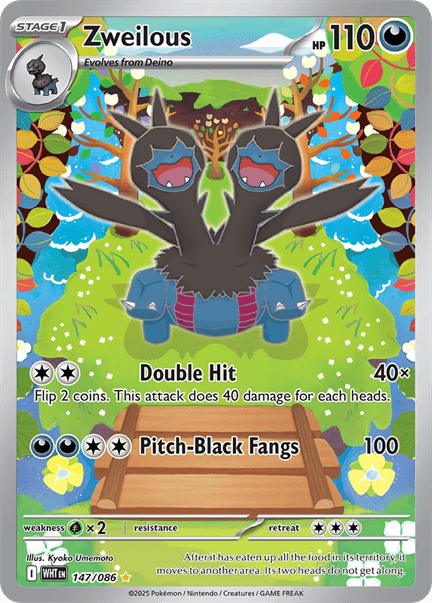 STAGE1
Zweilous
HP 110
Evolves from Deino
Double Hit 40×
Flip 2 coins. This attack does 40 damage for each heads.
Pitch-Black Fangs 100
weakness ×2 resistance retreat
Illus. Kyoko Umemoto
I WHT EN 147/086
After it has eaten up all the food in its territory, it
moves to another area. Its two heads do not get along.
©2025 Pokémon / Nintendo / Creatures / GAME FREAK